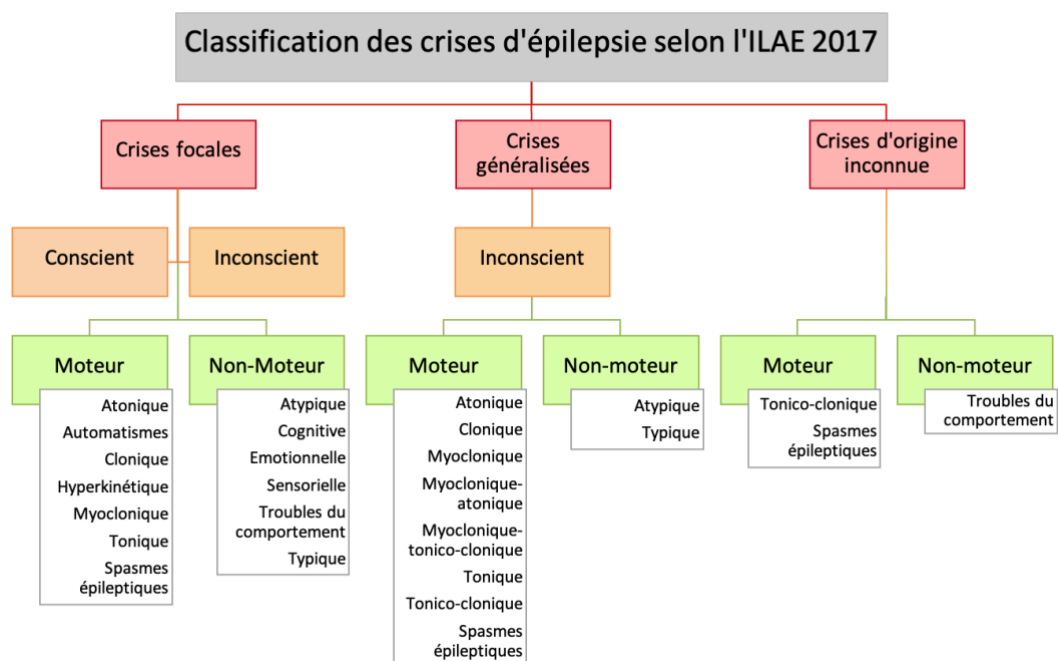 Classification des crises d'épilepsie selon l'ILAE 2017
Crises focales
Crises
généralisées
Crises d'origine
inconnue
Conscient
Inconscient
Inconscient
Moteur
Atonique
Automatismes
Clonique
Hyperkinétique
Myoclonique
Tonique
Spasmes
épileptiques
Non-Moteur
Atypique
Cognitive
Emotionnelle
Sensorielle
Troubles du
comportement
Typique
Moteur
Atonique
Clonique
Myoclonique
Myoclonique-
atonique
Myoclonique-
tonico-clonique
Tonique
Tonico-clonique
Spasmes
épileptiques
Non-moteur
Atypique
Typique
Moteur
Tonico-clonique
Spasmes
épileptiques
Non-moteur
Troubles du
comportement